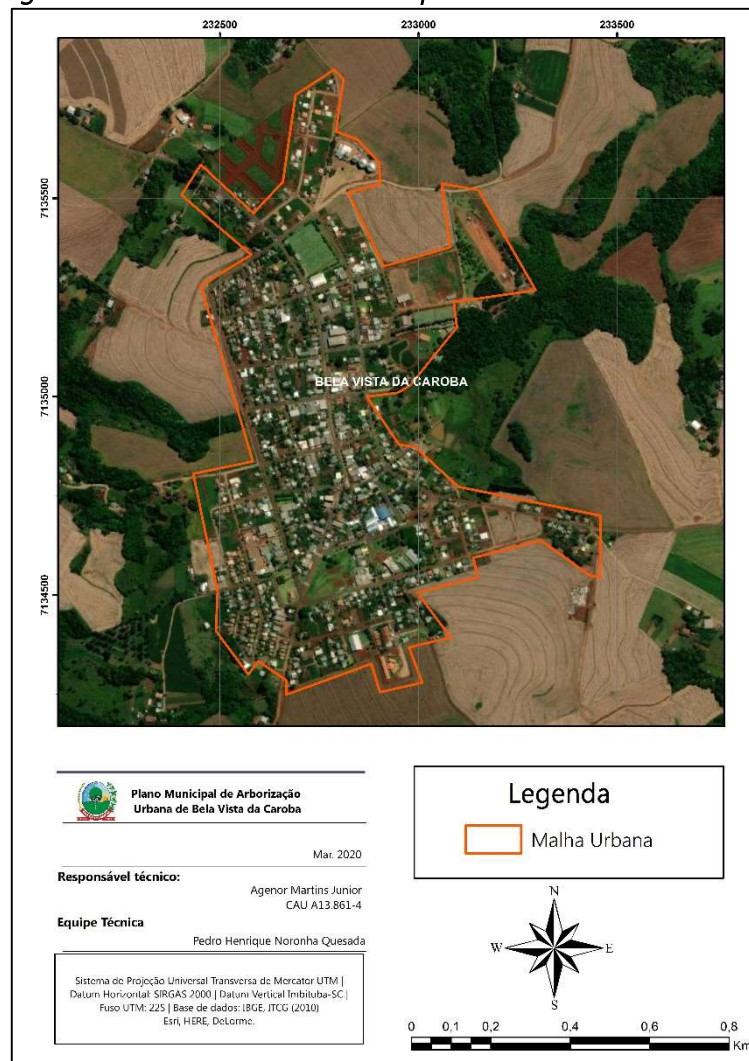 232500 233000 233500
7135500
7135000
7134500
BELA VISTA DA CAROBA
Plano Municipal de Arborização
Urbana de Bela Vista da Caroba
Mar. 2020
Responsável técnico:
Agenor Martins Junior
CAU A13.861-4
Equipe Técnica
Pedro Henrique Noronha Quesada
Sistema de Projeção Universal Transversa de Mercator UTM |
Datum Horizontal: SIRGAS 2000 | Datum Vertical Imbituba-SC |
Fuso UTM: 22S | Base de dados: IBGE, ITCG (2010)
Esri, HERE, DeLorme.
Legenda
Malha Urbana
N
W E
S
0 0,1 0,2 0,4 0,6 0,8
Km